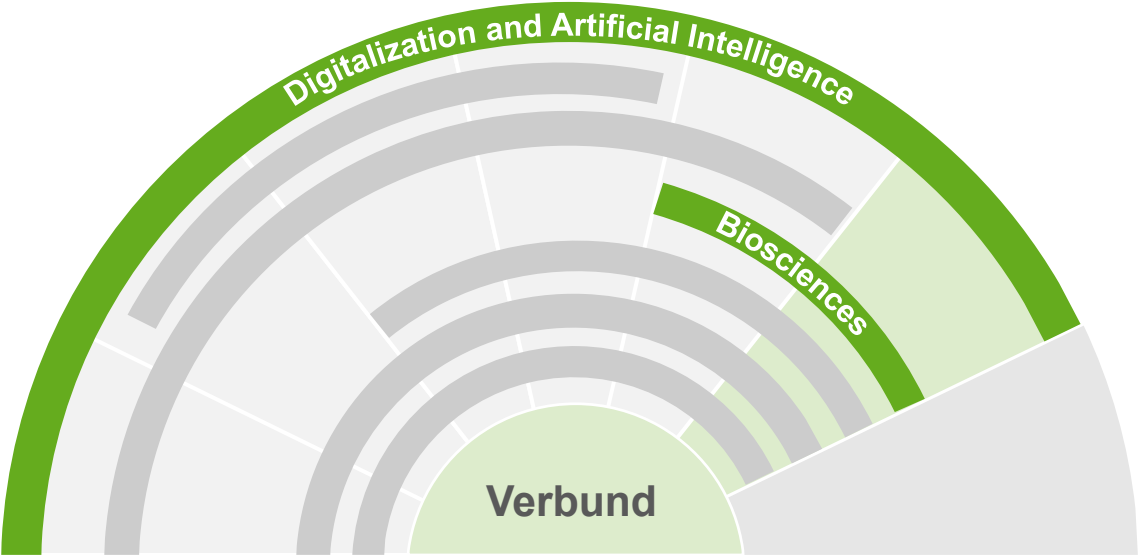 Digitalization and Artificial Intelligence
Biosciences
Verbund